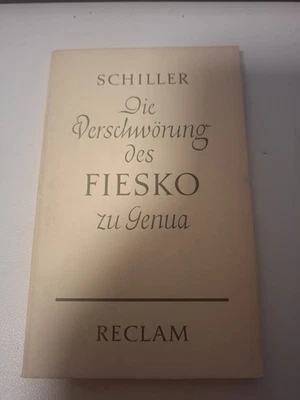 SCHILLER
Die
Verschwörung
des
FIESKO
zu Genua
RECLAM